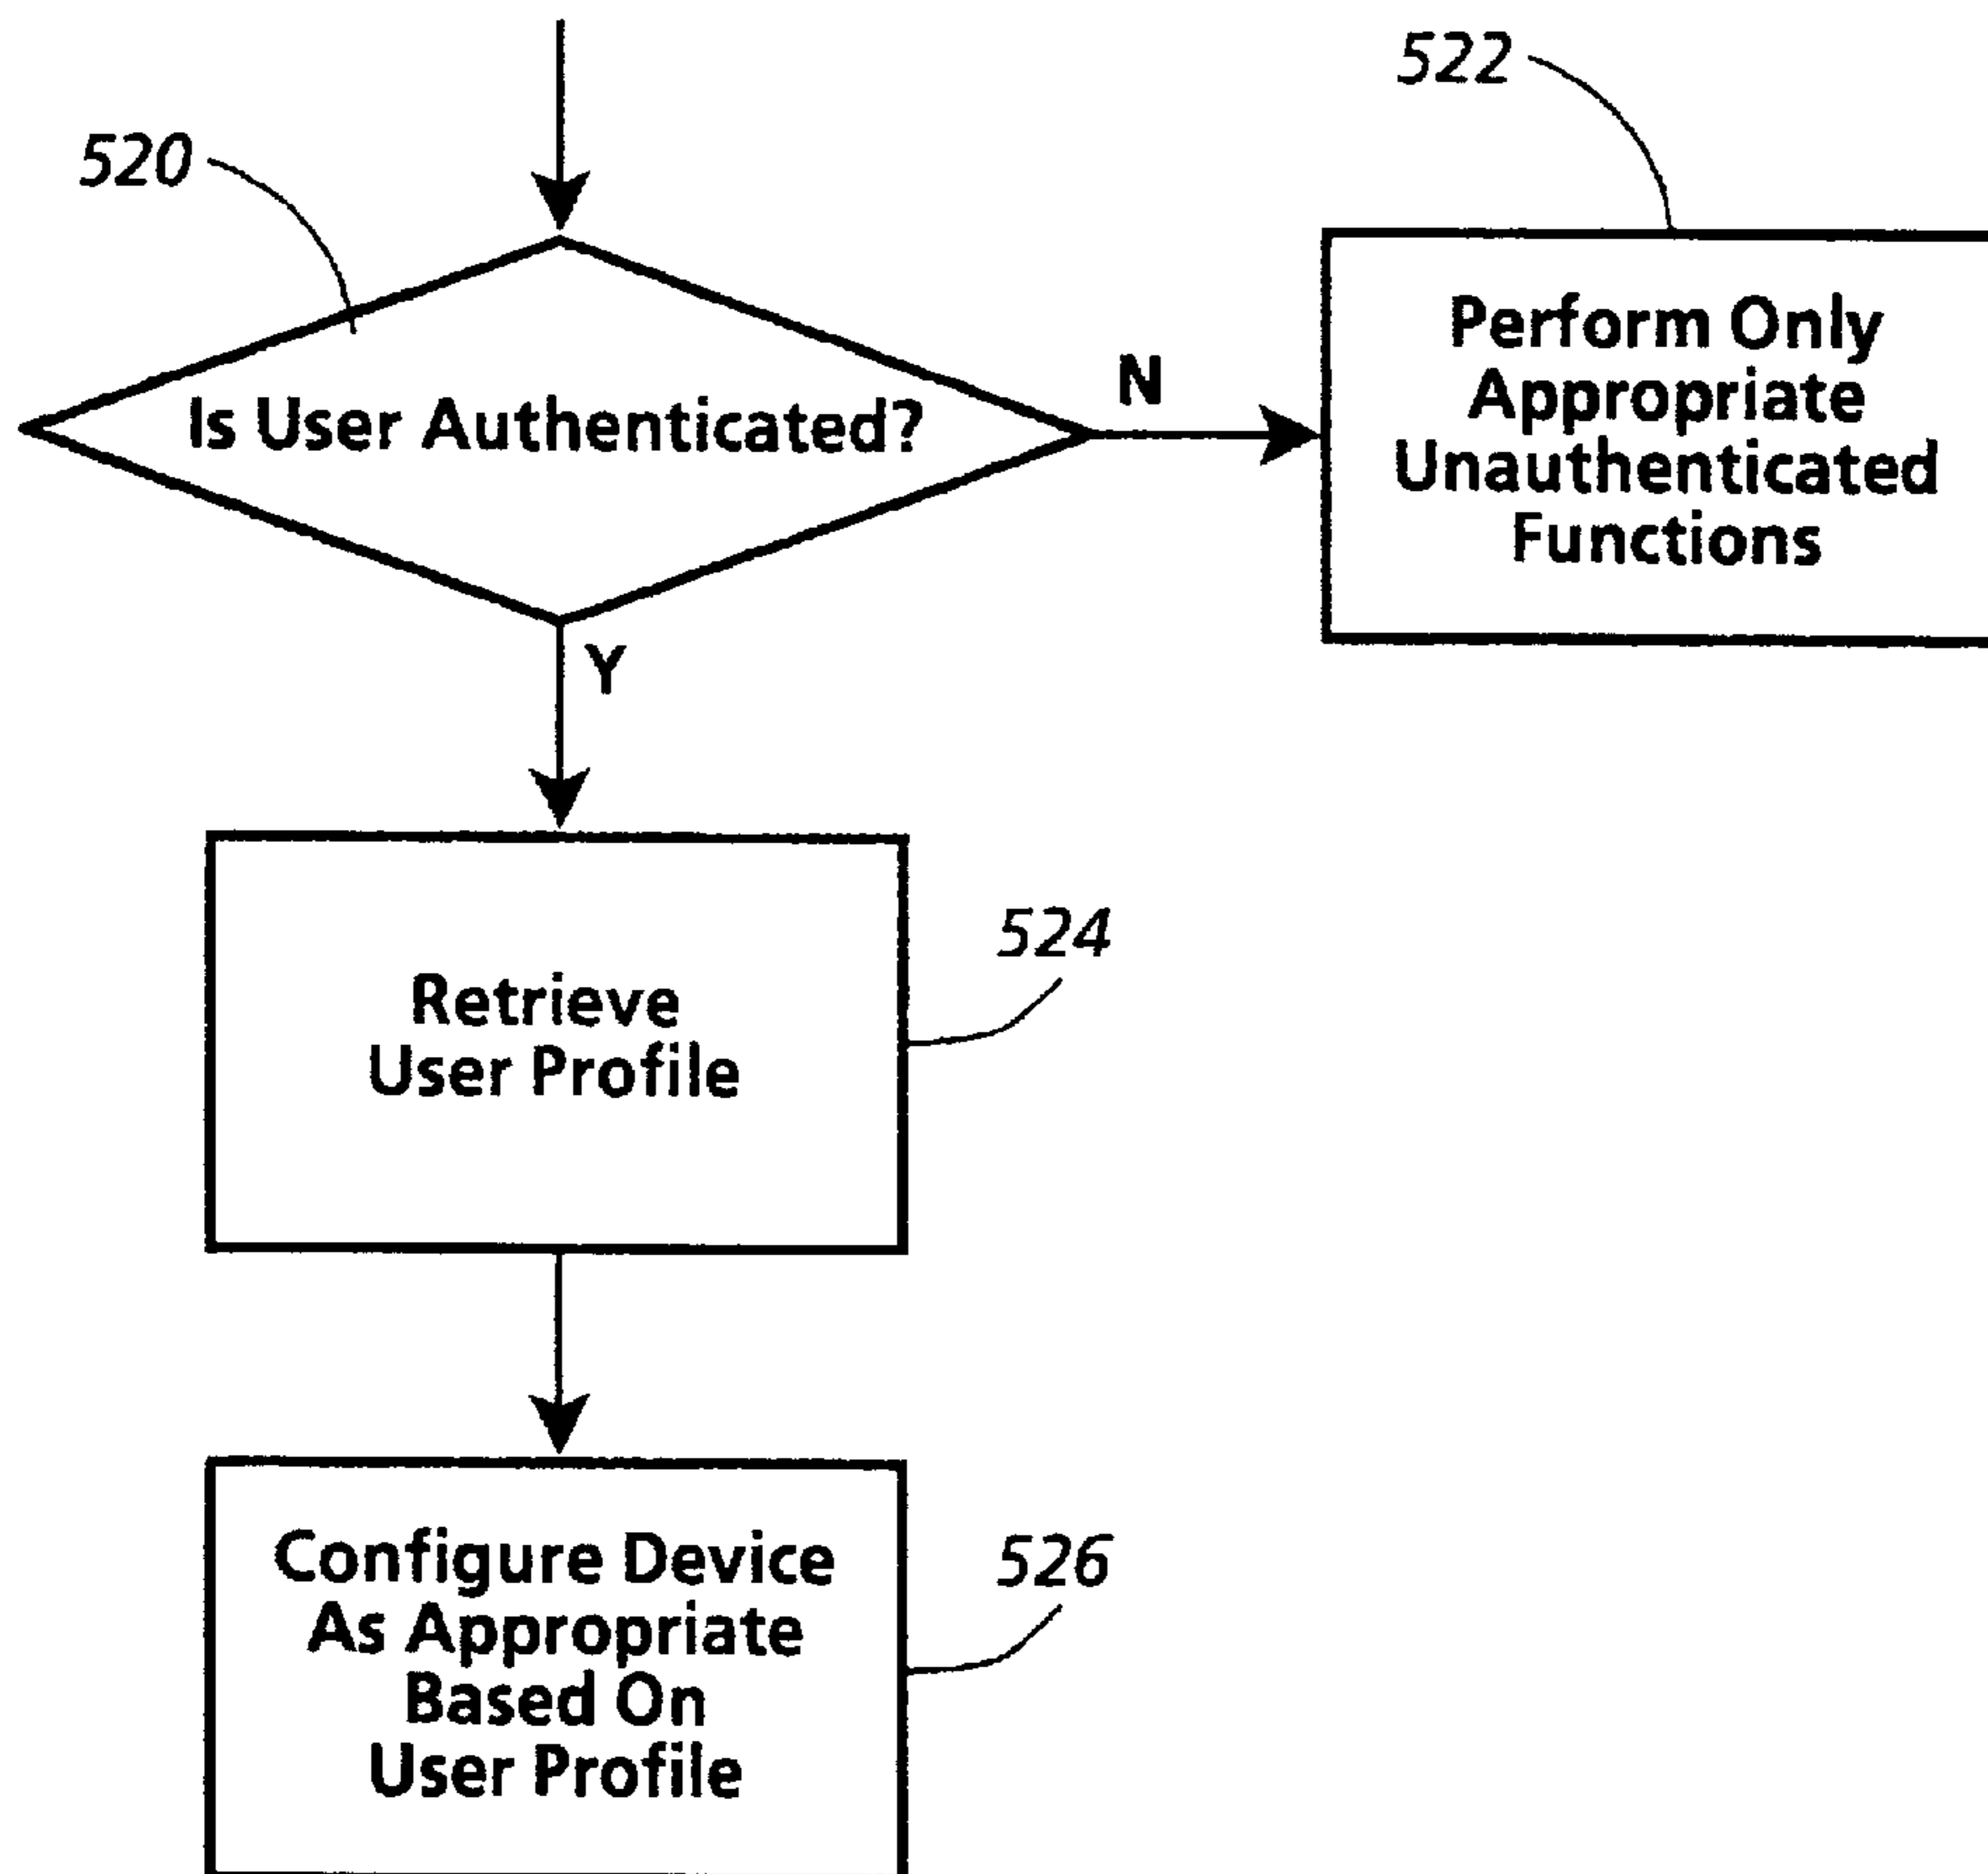 522
520
Perform Only
Appropriate
Unauthenticated
Functions
N
Is User Authenticated?
Y
524
Retrieve
User Profile
526
Configure Device
As Appropriate
Based On
User Profile